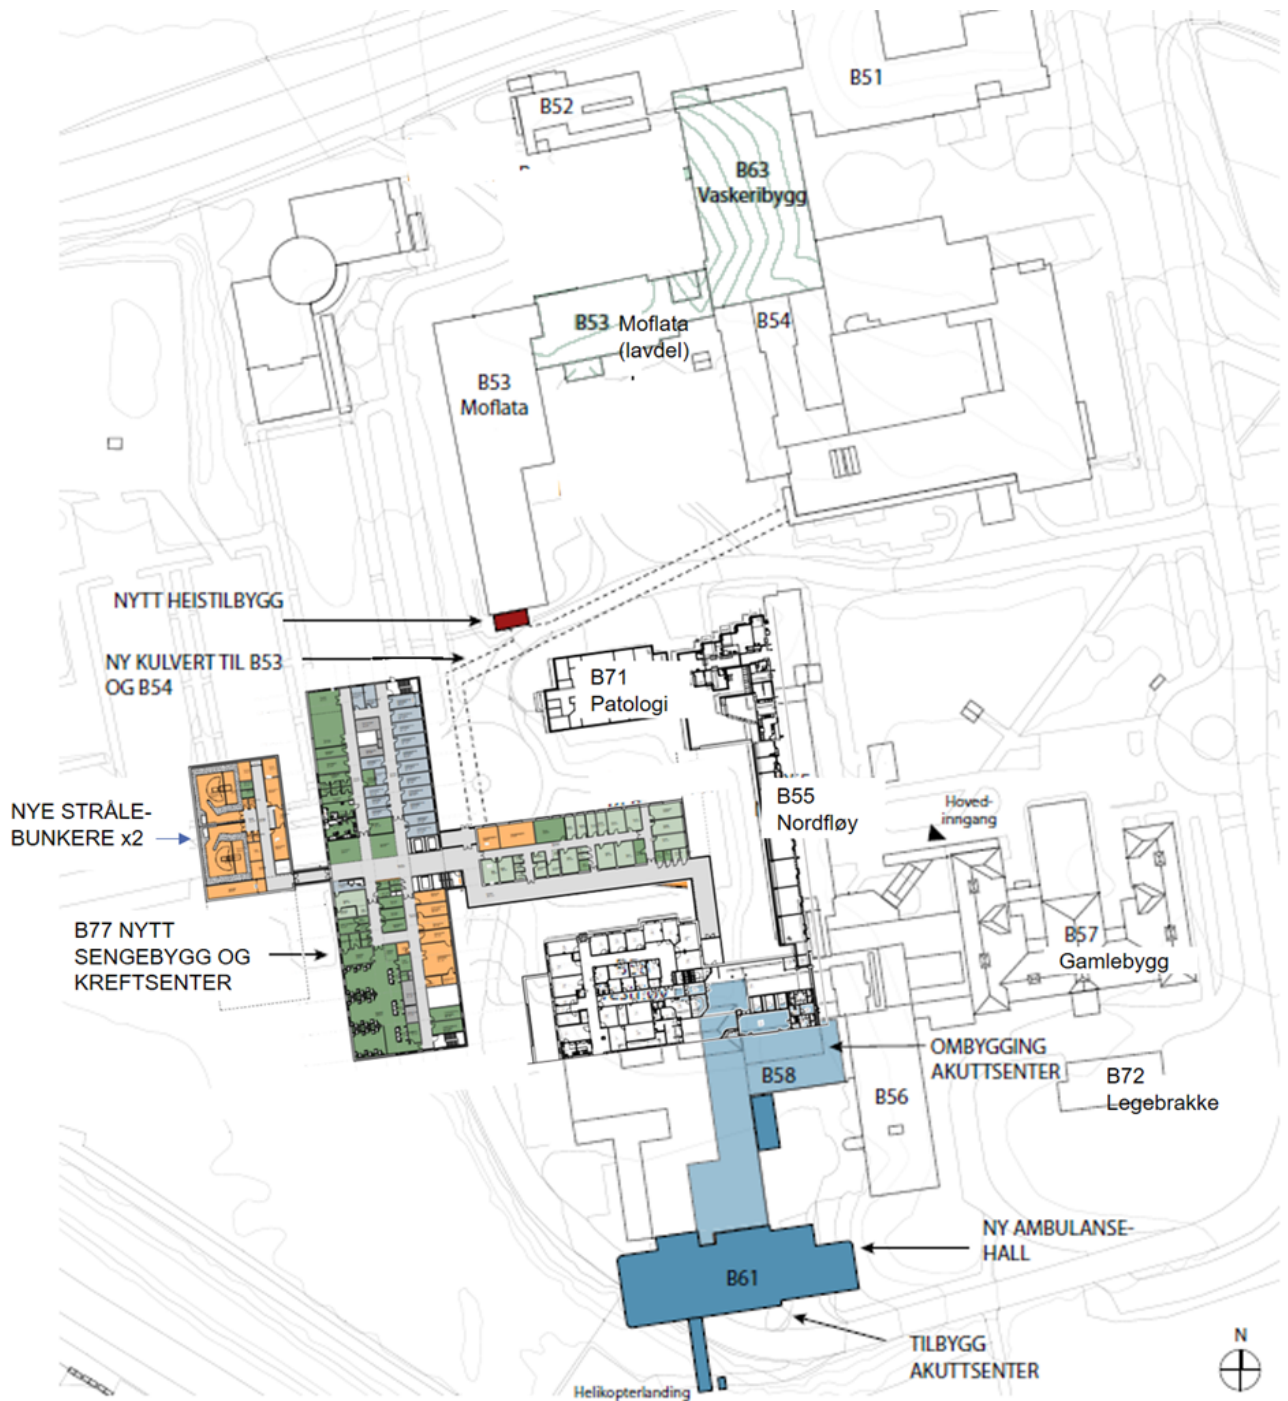 B51
B52
B63
Vaskeribygg
B53
Moflata
(lavdel)
B54
B53
Moflata
NYTT HEISTILBYGG
NY KULVERT TIL B53
OG B54
B71
Patologi
NYE STRÅLE-
BUNKERE x2
B55
Nordfløy
Hoved-
inngang
B77 NYTT
SENGEBYGG OG
KREFTSENTER
B57
Gamlebygg
OMBYGGING
AKUTTSENTER
B58
B56
B72
Legebrakke
NY AMBULANSE-
HALL
B61
TILBYGG
AKUTTSENTER
N
Helikopterlanding